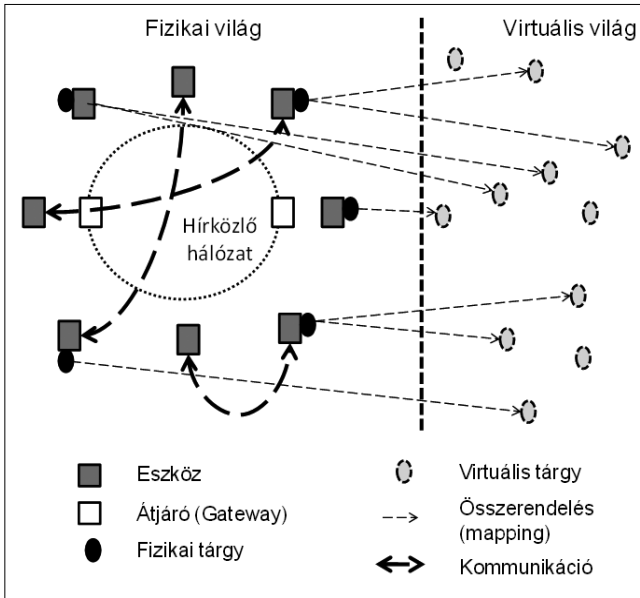 Fizikai világ
Virtuális világ
Hírközlő
hálózat
Eszköz
Átjáró (Gateway)
Fizikai tárgy
Virtuális tárgy
Összerendelés
(mapping)
Kommunikáció